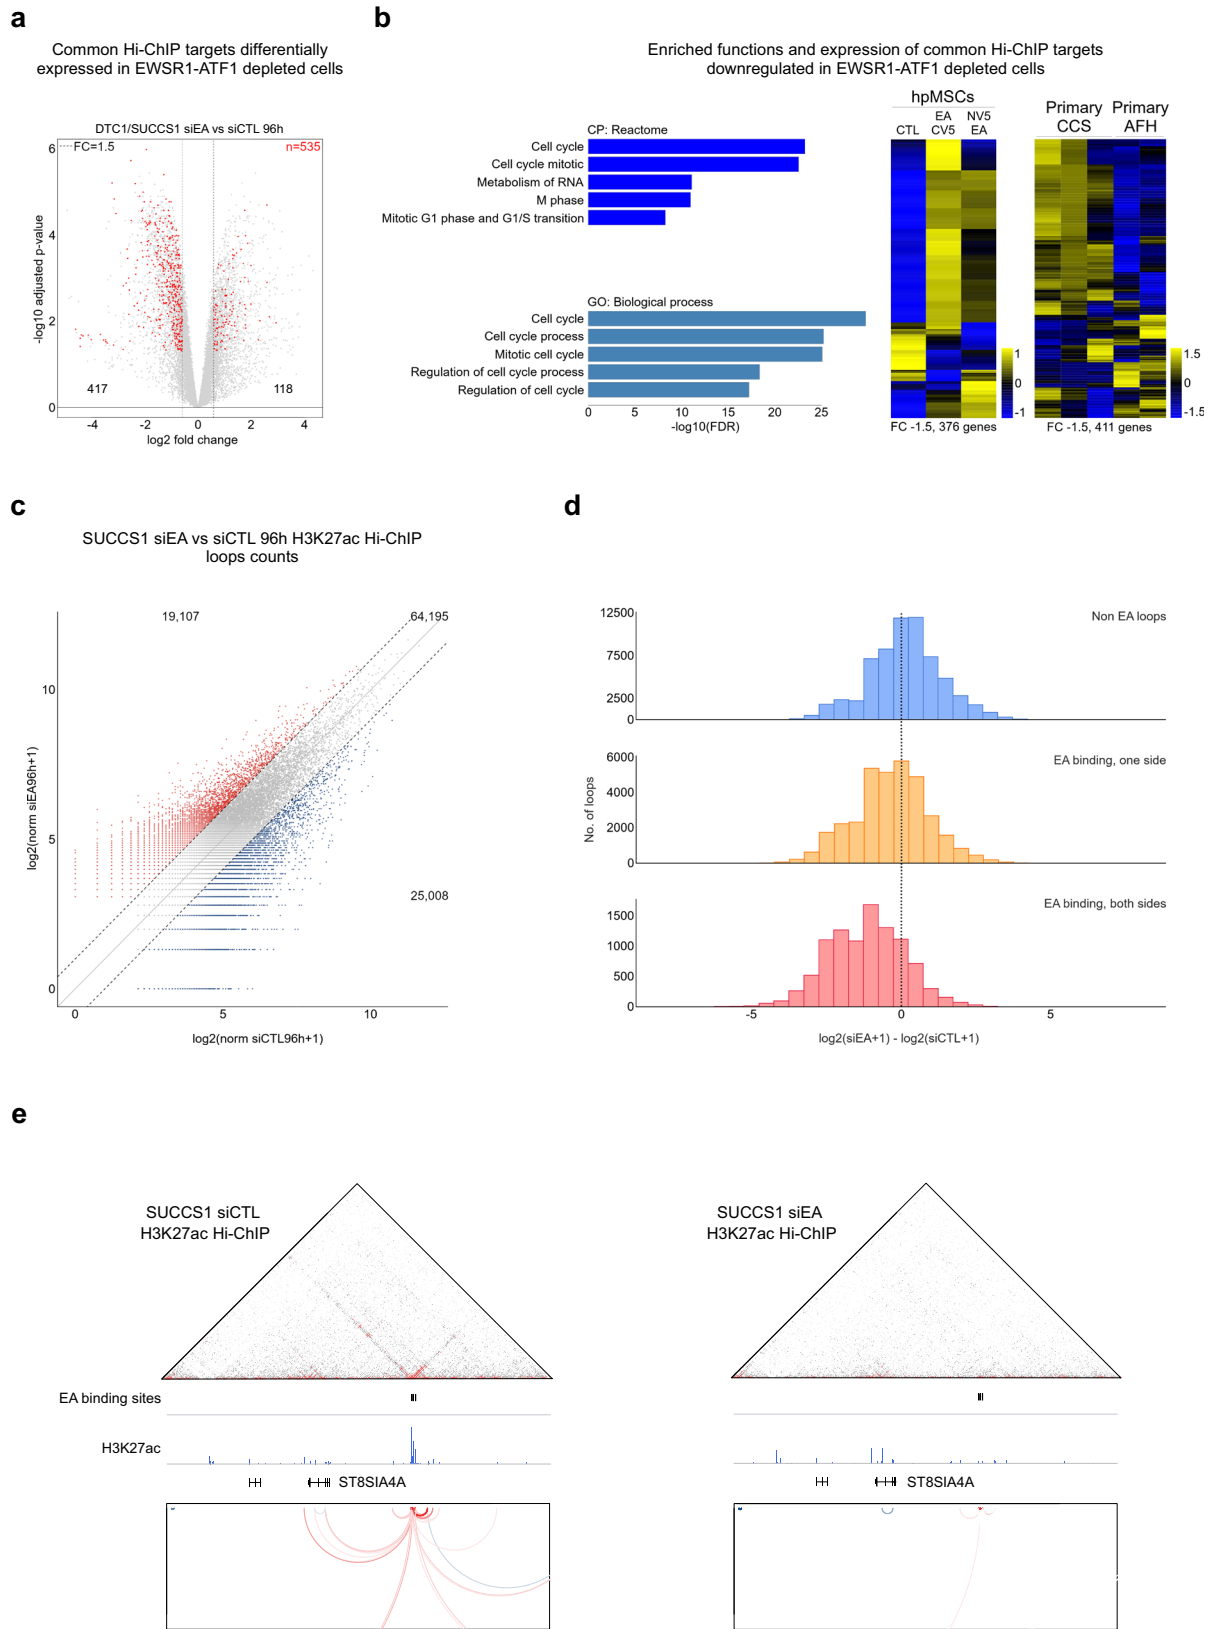 a
Common Hi-ChIP targets differentially
expressed in EWSR1-ATF1 depleted cells
DTC1/SUCCS1 siEA vs siCTL 96h
FC=1.5
n=535
6
4
2
0
-log10 adjusted p-value
417
118
-4
-2
0
2
4
log2 fold change
b
Enriched functions and expression of common Hi-ChIP targets
downregulated in EWSR1-ATF1 depleted cells
CP: Reactome
Cell cycle
Cell cycle mitotic
Metabolism of RNA
M phase
Mitotic G1 phase and G1/S transition
GO: Biological process
Cell cycle
Cell cycle process
Mitotic cell cycle
Regulation of cell cycle process
Regulation of cell cycle
0
5
10
15
20
25
-log10(FDR)
hpMSCs
CTL
EA
CV5
NV5
EA
1
0
-1
FC -1.5, 376 genes
Primary
CCS
Primary
AFH
1.5
0
-1.5
FC -1.5, 411 genes
c
SUCCS1 siEA vs siCTL 96h H3K27ac Hi-ChIP
loops counts
19,107
64,195
25,008
10
5
0
log2(norm siEA96h+1)
0
5
10
log2(norm siCTL96h+1)
d
12500
7500
2500
0
Non EA loops
6000
4000
2000
0
EA binding, one side
No. of loops
1500
1000
500
0
EA binding, both sides
-5
0
5
log2(siEA+1) - log2(siCTL+1)
e
SUCCS1 siCTL
H3K27ac Hi-ChIP
SUCCS1 siEA
H3K27ac Hi-ChIP
EA binding sites
H3K27ac
ST8SIA4A
ST8SIA4A